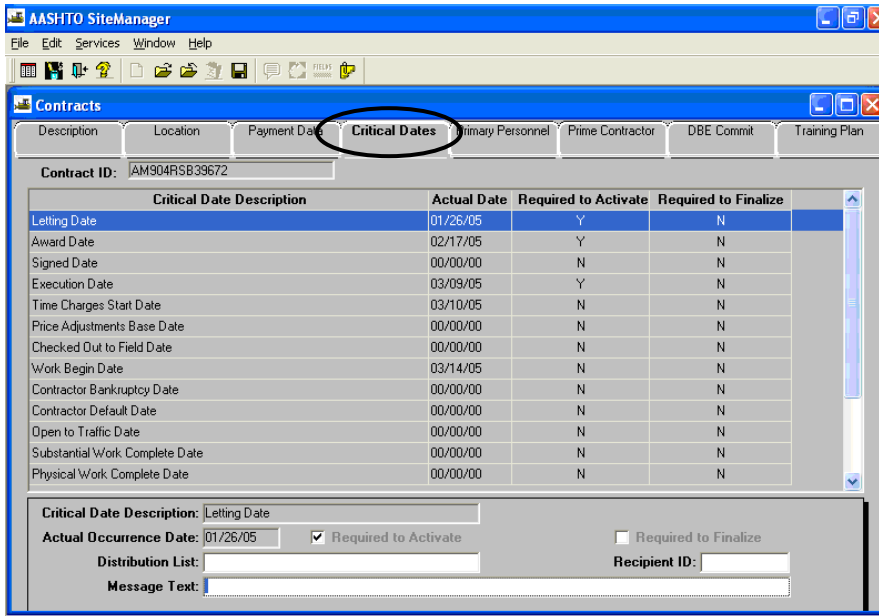 AASHTO SiteManager
File Edit Services Window Help
FIELDS
Contracts
Description Location Payment Data Critical Dates Primary Personnel Prime Contractor DBE Commit Training Plan
Contract ID: AM904RSB39672
Critical Date Description Actual Date Required to Activate Required to Finalize
Letting Date 01/26/05 Y N
Award Date 02/17/05 Y N
Signed Date 00/00/00 N N
Execution Date 03/09/05 Y N
Time Charges Start Date 03/10/05 N N
Price Adjustments Base Date 00/00/00 N N
Checked Out to Field Date 00/00/00 N N
Work Begin Date 03/14/05 N N
Contractor Bankruptcy Date 00/00/00 N N
Contractor Default Date 00/00/00 N N
Open to Traffic Date 00/00/00 N N
Substantial Work Complete Date 00/00/00 N N
Physical Work Complete Date 00/00/00 N N
Critical Date Description: Letting Date
Actual Occurrence Date: 01/26/05 Required to Activate Required to Finalize
Distribution List: Recipient ID:
Message Text: